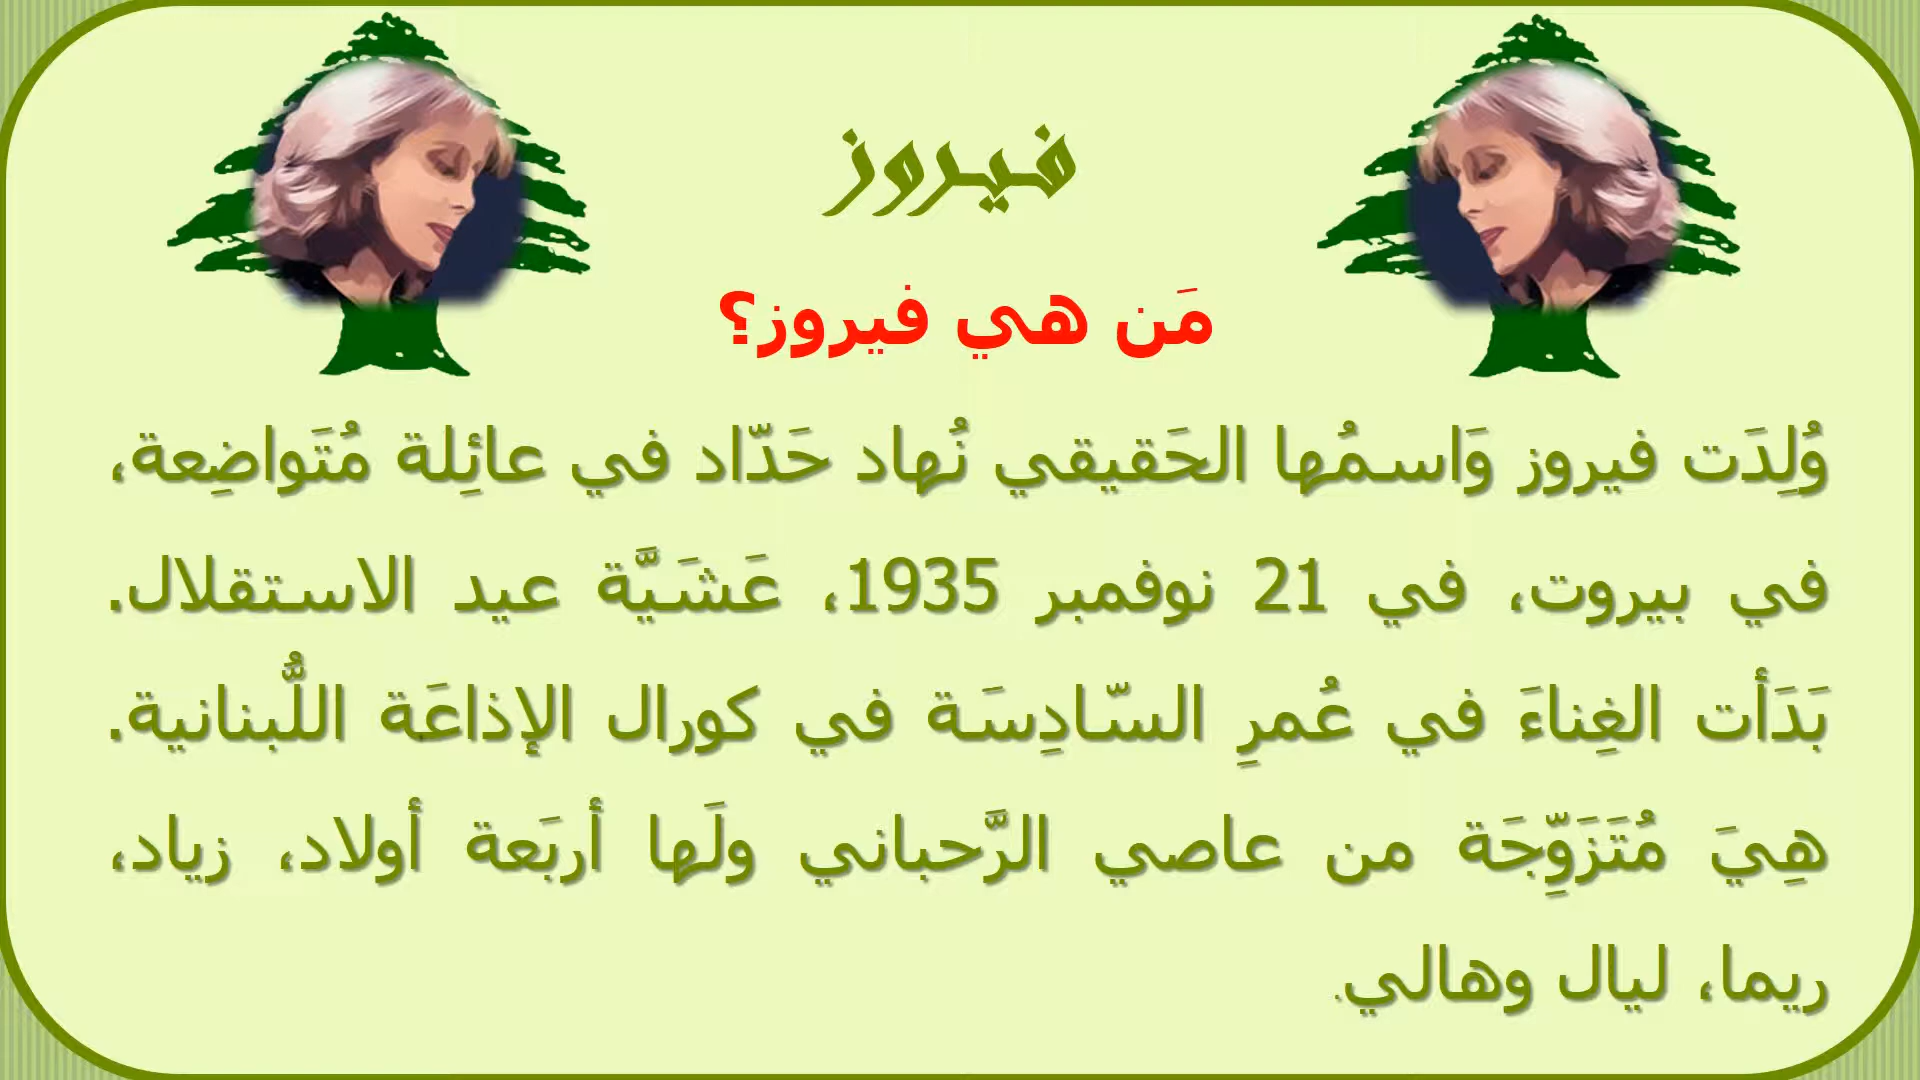 فيروز
مَن هي فيروز؟
وُلِدَت فيروز وَاسمُها الحَقيقي نُهاد حَدّاد في عائِلة مُتَواضِعة،
في بيروت، في 21 نوفمبر 1935، عَشَيَّة عيد الاستقلال.
بَدَأت الغِناءَ في عُمرِ السّادِسَة في كورال الإذاعَة اللُّبنانية.
هِيَ مُتَزَوِّجَة من عاصي الرَّحباني ولَها أربَعة أولاد، زياد،
ريما، ليال وهالي.